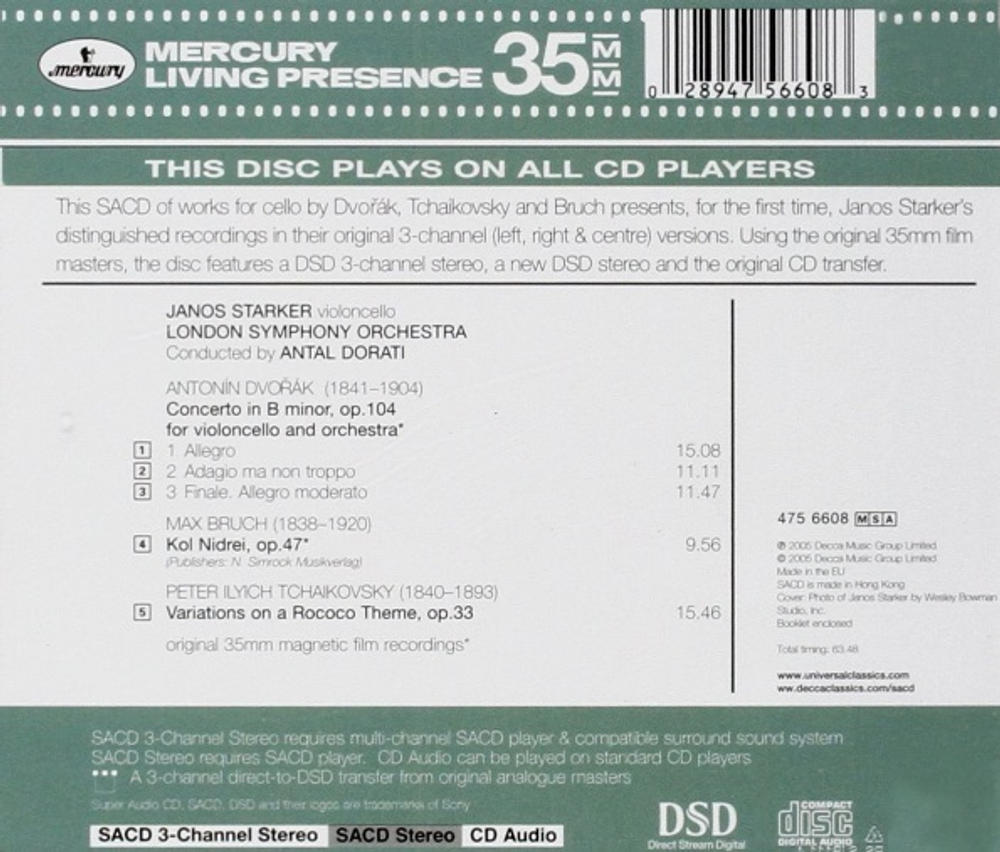 mercury
MERCURY
LIVING PRESENCE
35MM
0 28947 56608 3
THIS DISC PLAYS ON ALL CD PLAYERS
This SACD of works for cello by Dvořák, Tchaikovsky and Bruch presents, for the first time, Janos Starker's
distinguished recordings in their original 3-channel (left, right & centre) versions. Using the original 35mm film
masters, the disc features a DSD 3-channel stereo, a new DSD stereo and the original CD transfer.
JANOS STARKER violoncello
LONDON SYMPHONY ORCHESTRA
Conducted by ANTAL DORATI
ANTONÍN DVOŘÁK (1841–1904)
Concerto in B minor, op.104
for violoncello and orchestra*
1 1 Allegro 15.08
2 2 Adagio ma non troppo 11.11
3 3 Finale. Allegro moderato 11.47
MAX BRUCH (1838–1920)
4 Kol Nidrei, op.47* 9.56
(Publishers: N. Simrock Musikverlag)
PETER ILYICH TCHAIKOVSKY (1840–1893)
5 Variations on a Rococo Theme, op.33 15.46
original 35mm magnetic film recordings*
475 6608 MSA
℗ 2005 Decca Music Group Limited
© 2005 Decca Music Group Limited
Made in the EU
SACD is made in Hong Kong
Cover: Photo of Janos Starker by Wesley Bowman
Studio, Inc.
Booklet enclosed
Total timing: 63.48
www.universalclassics.com
ww.deccaclassics.com/sacd
SACD 3-Channel Stereo requires multi-channel SACD player & compatible surround sound system
SACD Stereo requires SACD player. CD Audio can be played on standard CD players
A 3-channel direct-to-DSD transfer from original analogue masters
Super Audio CD, SACD, DSD and their logos are trademarks of Sony
SACD 3-Channel Stereo SACD Stereo CD Audio
DSD
Direct Stream Digital
COMPACT
disc
DIGITAL AUDIO